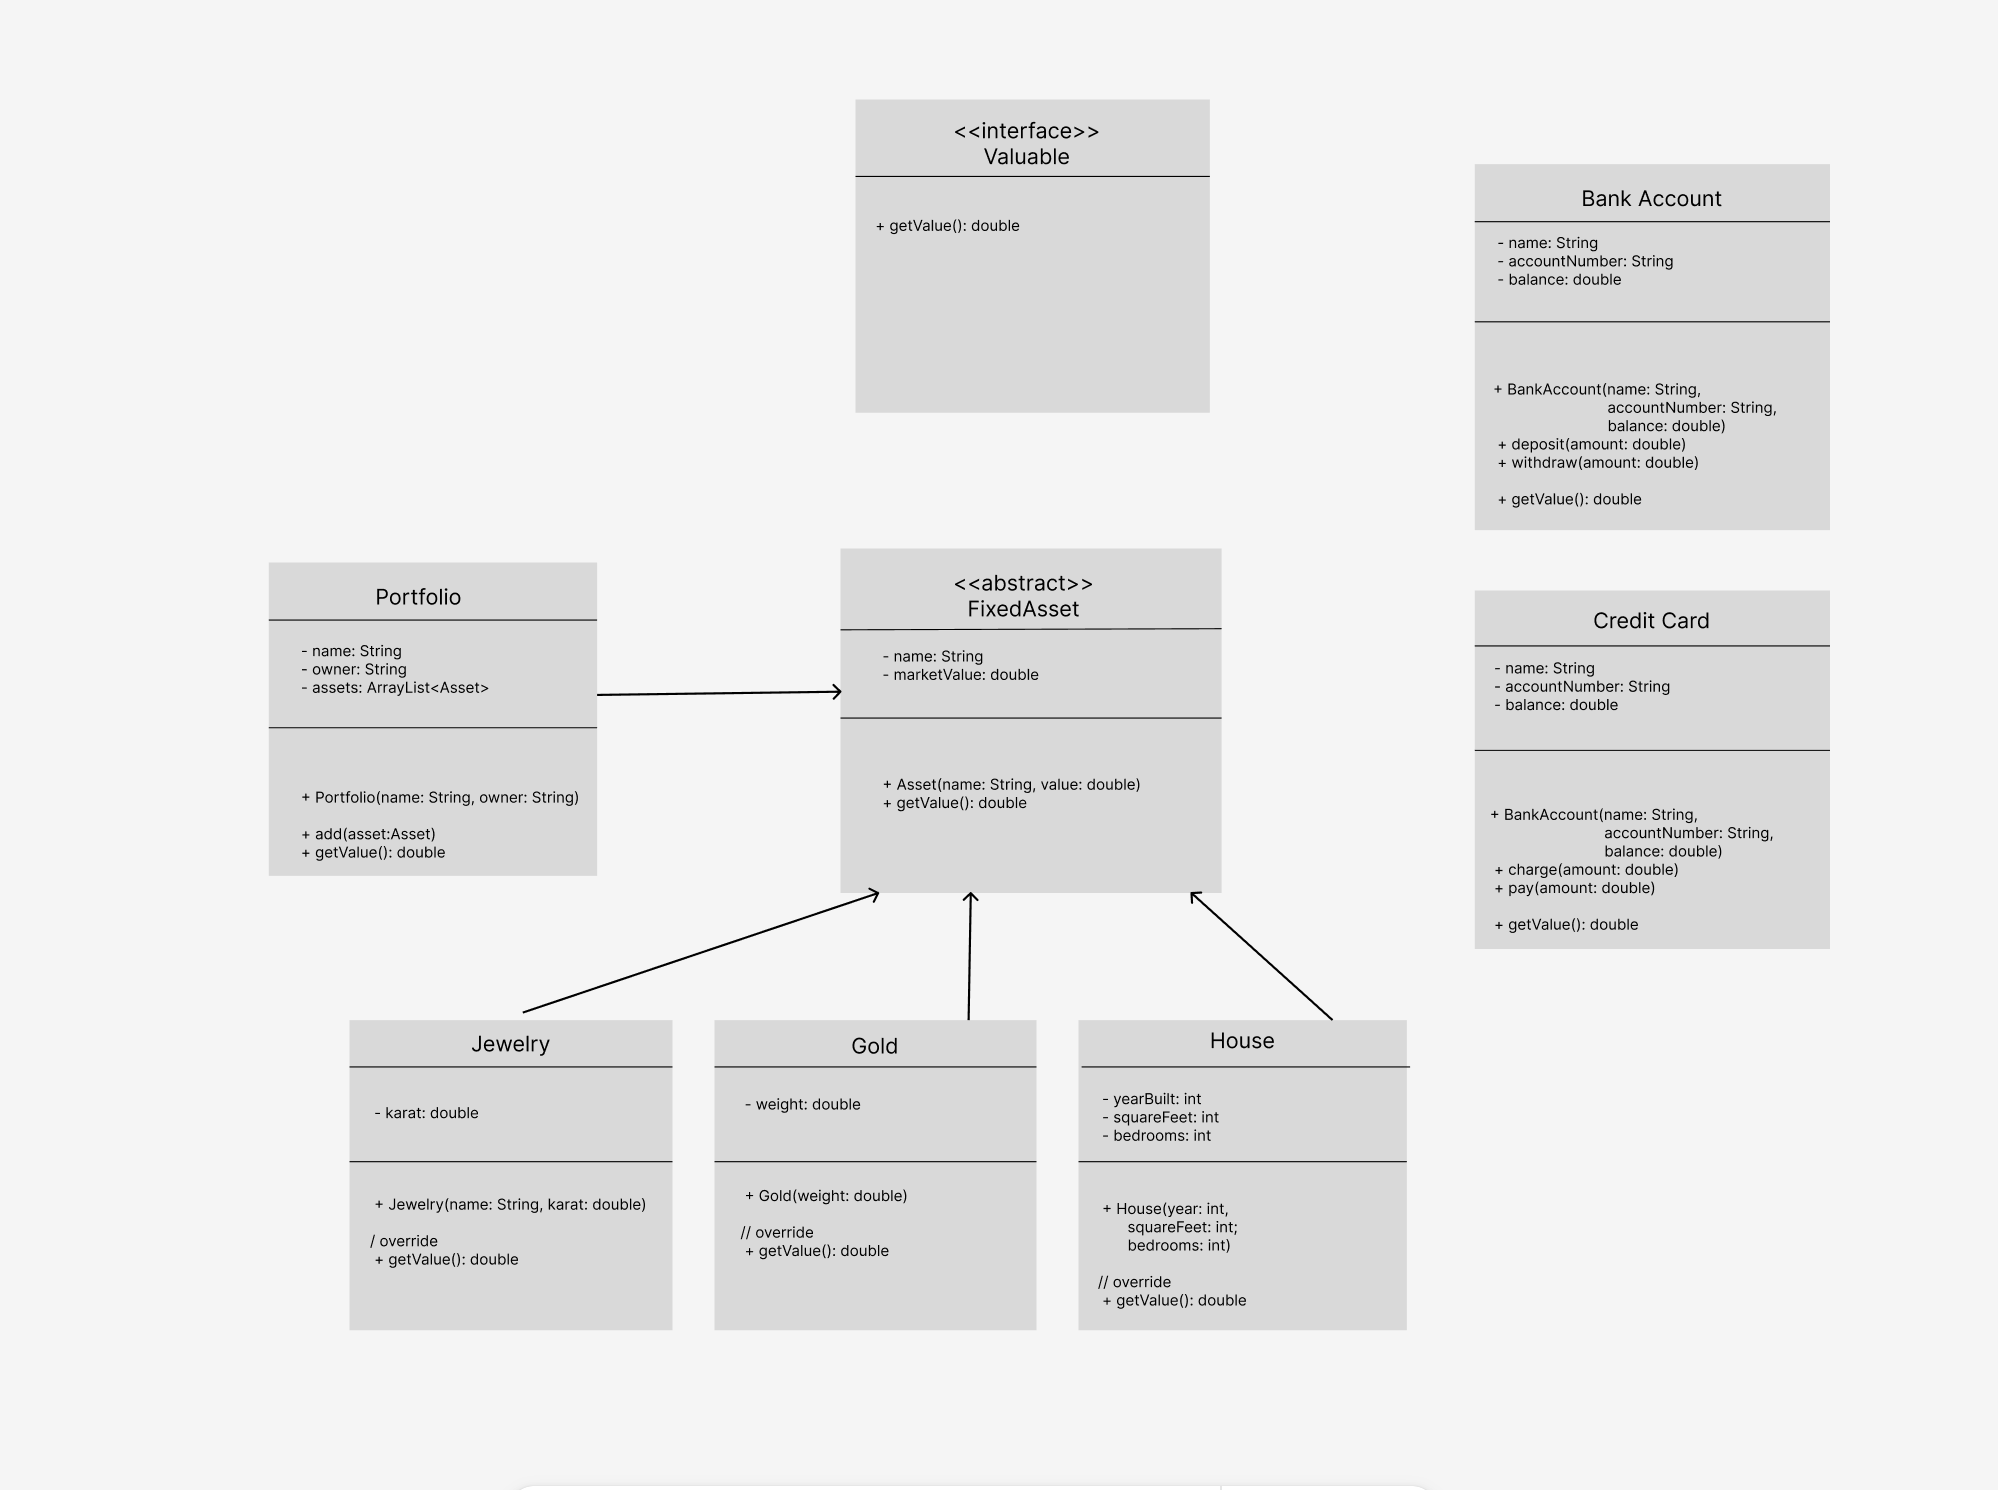 <<interface>>
Valuable
+ getValue(): double
Bank Account
- name: String
- accountNumber: String
- balance: double
+ BankAccount(name: String,
accountNumber: String,
balance: double)
+ deposit(amount: double)
+ withdraw(amount: double)
+ getValue(): double
Portfolio
- name: String
- owner: String
- assets: ArrayList<Asset>
+ Portfolio(name: String, owner: String)
+ add(asset:Asset)
+ getValue(): double
<<abstract>>
FixedAsset
- name: String
- marketValue: double
+ Asset(name: String, value: double)
+ getValue(): double
Credit Card
- name: String
- accountNumber: String
- balance: double
+ BankAccount(name: String,
accountNumber: String,
balance: double)
+ charge(amount: double)
+ pay(amount: double)
+ getValue(): double
Jewelry
- karat: double
+ Jewelry(name: String, karat: double)
/ override
+ getValue(): double
Gold
- weight: double
+ Gold(weight: double)
// override
+ getValue(): double
House
- yearBuilt: int
- squareFeet: int
- bedrooms: int
+ House(year: int,
squareFeet: int;
bedrooms: int)
// override
+ getValue(): double